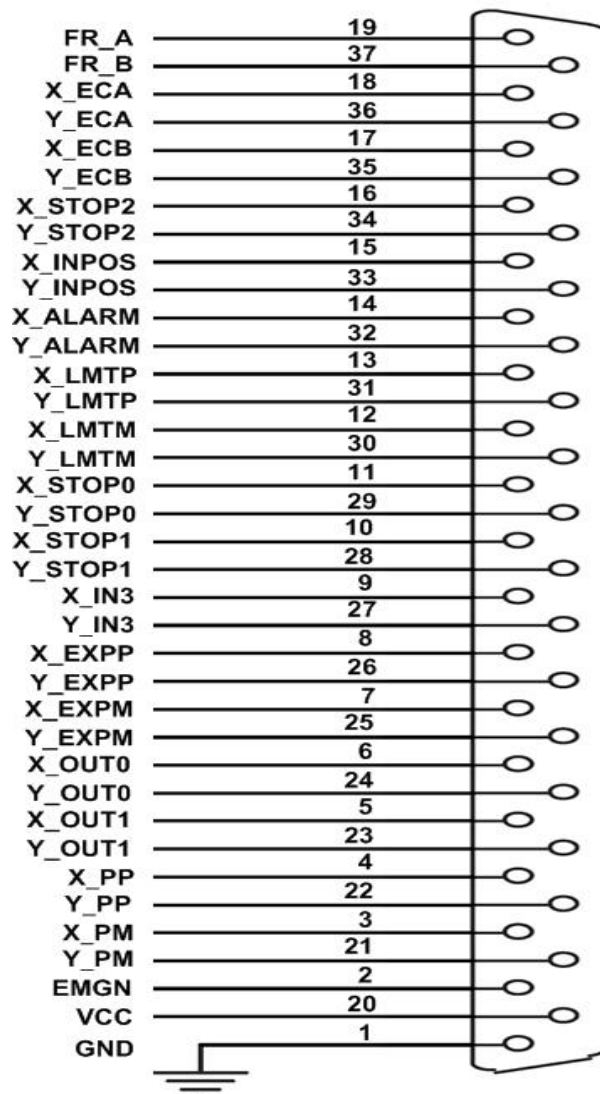 FR_A 19
FR_B 37
X_ECA 18
Y_ECA 36
X_ECB 17
Y_ECB 35
X_STOP2 16
Y_STOP2 34
X_INPOS 15
Y_INPOS 33
X_ALARM 14
Y_ALARM 32
X_LMTP 13
Y_LMTP 31
X_LMTM 12
Y_LMTM 30
X_STOP0 11
Y_STOP0 29
X_STOP1 10
Y_STOP1 28
X_IN3 9
Y_IN3 27
X_EXPP 8
Y_EXPP 26
X_EXPM 7
Y_EXPM 25
X_OUT0 6
Y_OUT0 24
X_OUT1 5
Y_OUT1 23
X_PP 4
Y_PP 22
X_PM 3
Y_PM 21
EMGN 2
VCC 20
GND 1